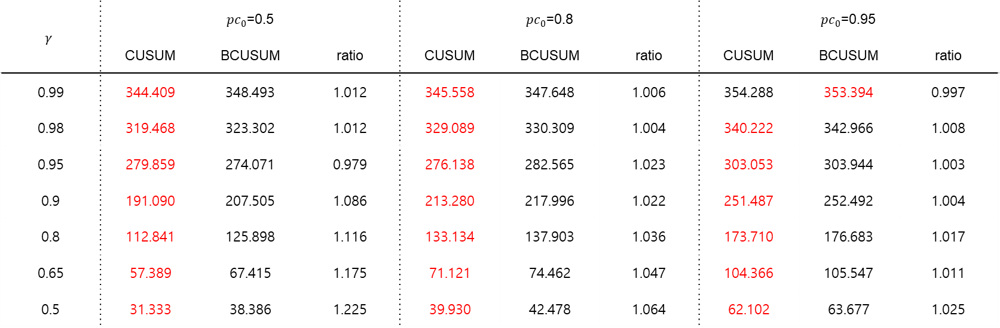 𝑝𝑐₀=0.5 𝑝𝑐₀=0.8 𝑝𝑐₀=0.95
γ
CUSUM BCUSUM ratio CUSUM BCUSUM ratio CUSUM BCUSUM ratio
0.99 344.409 348.493 1.012 345.558 347.648 1.006 354.288 353.394 0.997
0.98 319.468 323.302 1.012 329.089 330.309 1.004 340.222 342.966 1.008
0.95 279.859 274.071 0.979 276.138 282.565 1.023 303.053 303.944 1.003
0.9 191.090 207.505 1.086 213.280 217.996 1.022 251.487 252.492 1.004
0.8 112.841 125.898 1.116 133.134 137.903 1.036 173.710 176.683 1.017
0.65 57.389 67.415 1.175 71.121 74.462 1.047 104.366 105.547 1.011
0.5 31.333 38.386 1.225 39.930 42.478 1.064 62.102 63.677 1.025